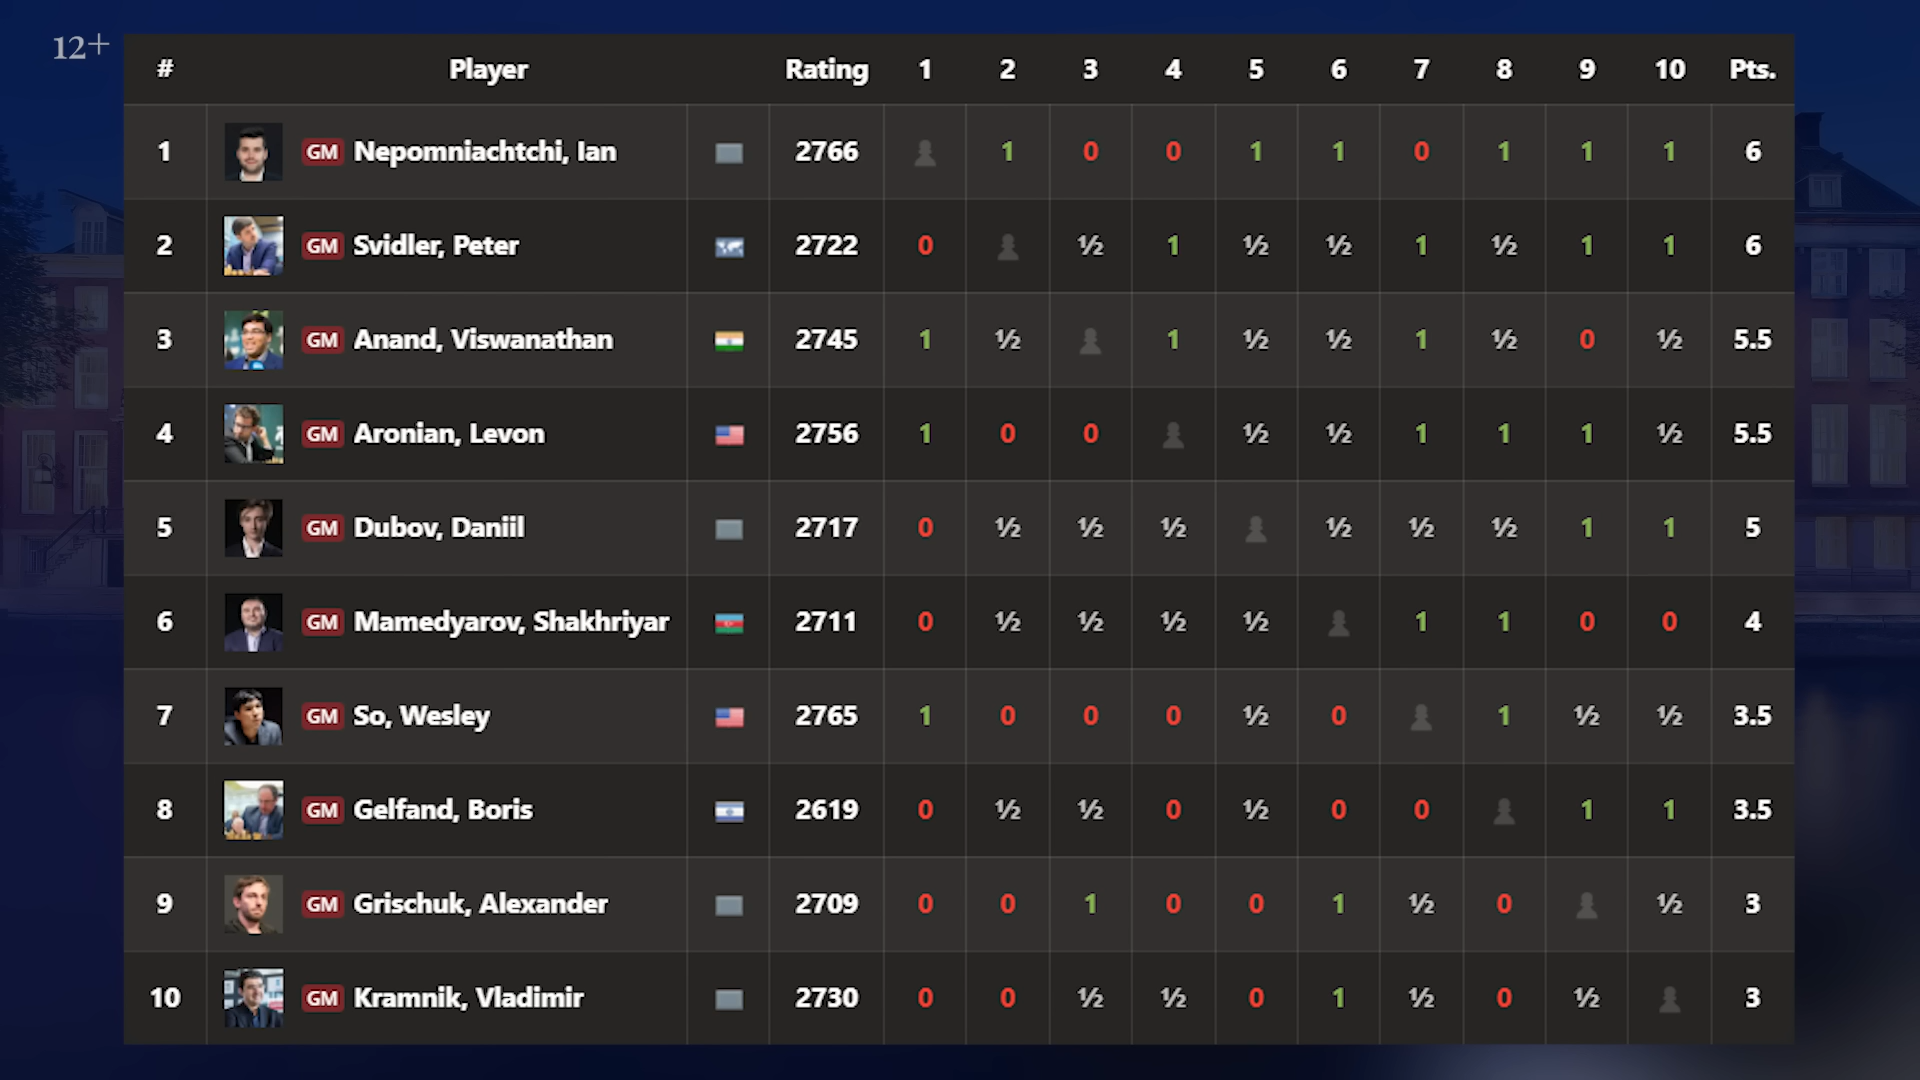 12+
# Player Rating 1 2 3 4 5 6 7 8 9 10 Pts.
1 GM Nepomniachtchi, Ian 2766 1 0 0 1 1 0 1 1 1 6
2 GM Svidler, Peter 2722 0 ½ 1 ½ ½ 1 ½ 1 1 6
3 GM Anand, Viswanathan 2745 1 ½ 1 ½ ½ 1 ½ 0 ½ 5.5
4 GM Aronian, Levon 2756 1 0 0 ½ ½ 1 1 1 ½ 5.5
5 GM Dubov, Daniil 2717 0 ½ ½ ½ ½ ½ ½ 1 1 5
6 GM Mamedyarov, Shakhriyar 2711 0 ½ ½ ½ ½ 1 1 0 0 4
7 GM So, Wesley 2765 1 0 0 0 ½ 0 1 ½ ½ 3.5
8 GM Gelfand, Boris 2619 0 ½ ½ 0 ½ 0 0 1 1 3.5
9 GM Grischuk, Alexander 2709 0 0 1 0 0 1 ½ 0 ½ 3
10 GM Kramnik, Vladimir 2730 0 0 ½ ½ 0 1 ½ 0 ½ 3